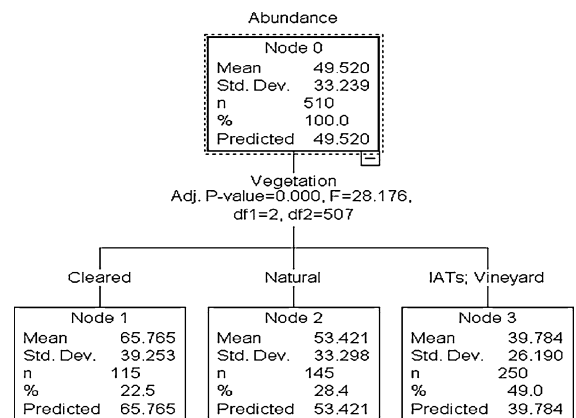 Abundance
Node 0
Mean 49.520
Std. Dev. 33.239
n 510
% 100.0
Predicted 49.520
Vegetation
Adj. P-value=0.000, F=28.176,
df1=2, df2=507
Cleared
Natural
IATs; Vineyard
Node 1
Mean 65.765
Std. Dev. 39.253
n 115
% 22.5
Predicted 65.765
Node 2
Mean 53.421
Std. Dev. 33.298
n 145
% 28.4
Predicted 53.421
Node 3
Mean 39.784
Std. Dev. 26.190
n 250
% 49.0
Predicted 39.784